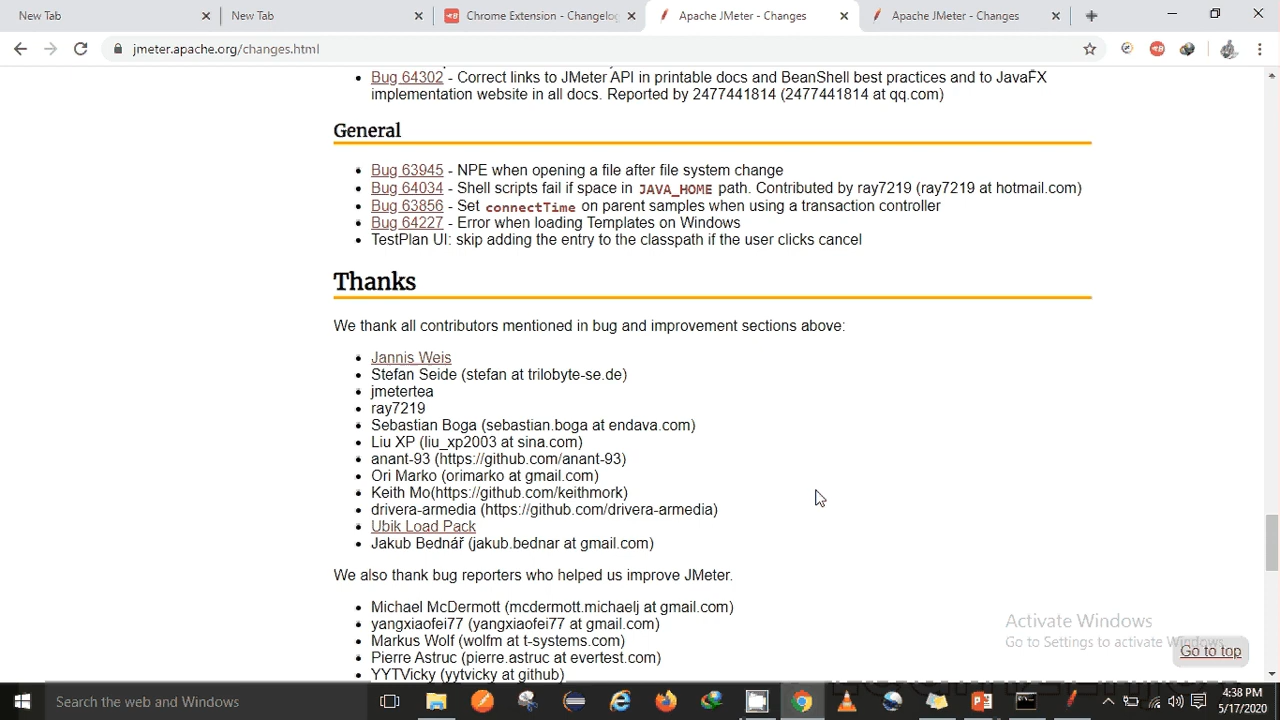 New Tab
New Tab
Chrome Extension - Changelog
Apache JMeter - Changes
Apache JMeter - Changes
jmeter.apache.org/changes.html
Bug 64302 - Correct links to JMeter API in printable docs and BeanShell best practices and to JavaFX
implementation website in all docs. Reported by 2477441814 (2477441814 at qq.com)
General
Bug 63945 - NPE when opening a file after file system change
Bug 64034 - Shell scripts fail if space in JAVA_HOME path. Contributed by ray7219 (ray7219 at hotmail.com)
Bug 63856 - Set connectTime on parent samples when using a transaction controller
Bug 64227 - Error when loading Templates on Windows
TestPlan UI: skip adding the entry to the classpath if the user clicks cancel
Thanks
We thank all contributors mentioned in bug and improvement sections above:
Jannis Weis
Stefan Seide (stefan at trilobyte-se.de)
jmetertea
ray7219
Sebastian Boga (sebastian.boga at endava.com)
Liu XP (liu_xp2003 at sina.com)
anant-93 (https://github.com/anant-93)
Ori Marko (orimarko at gmail.com)
Keith Mo(https://github.com/keithmork)
drivera-armedia (https://github.com/drivera-armedia)
Ubik Load Pack
Jakub Bednář (jakub.bednar at gmail.com)
We also thank bug reporters who helped us improve JMeter.
Michael McDermott (mcdermott.michaelj at gmail.com)
yangxiaofei77 (yangxiaofei77 at gmail.com)
Markus Wolf (wolfm at t-systems.com)
Pierre Astruc (pierre.astruc at evertest.com)
YYTVicky (yytvicky at github)
Activate Windows
Go to Settings to activate Windows.
Go to top
Search the web and Windows
4:38 PM
5/17/2020